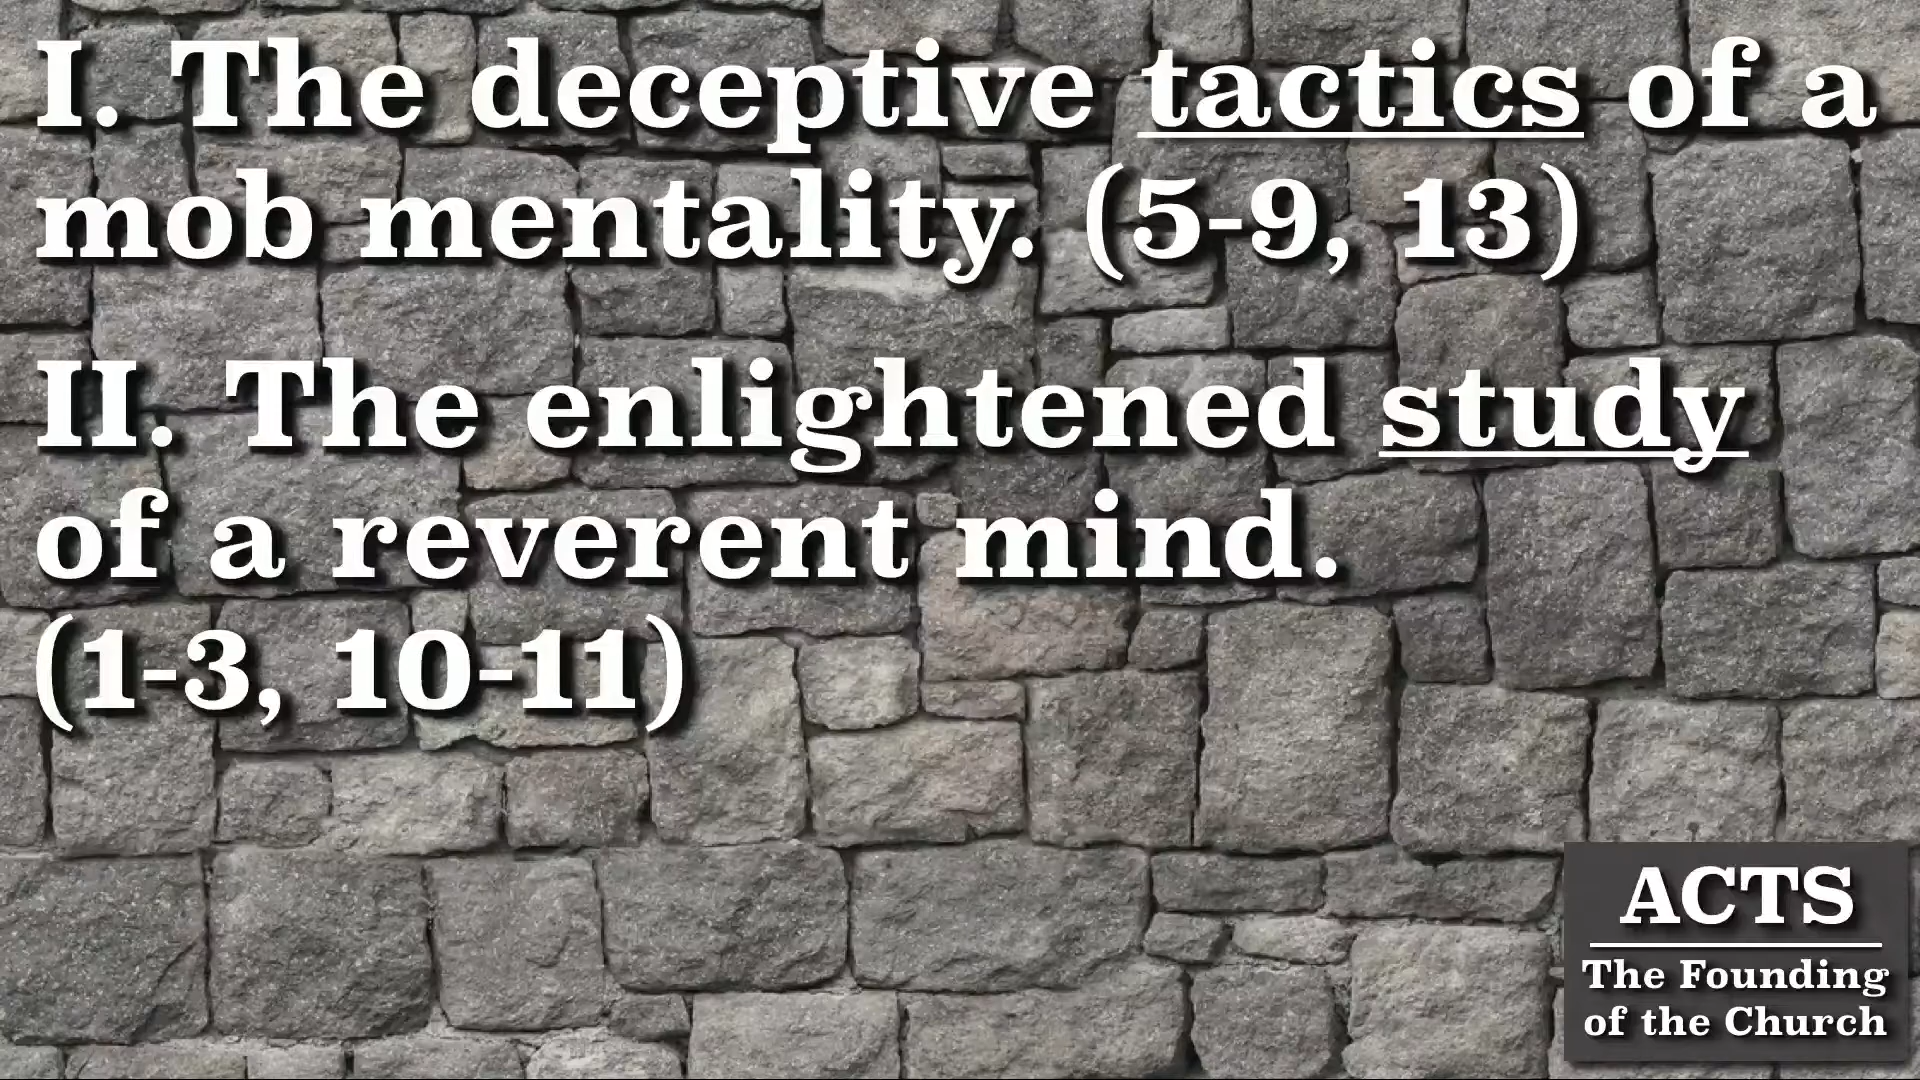 I. The deceptive tactics of a
mob mentality. (5-9, 13)
II. The enlightened study
of a reverent mind.
(1-3, 10-11)
ACTS
The Founding
of the Church